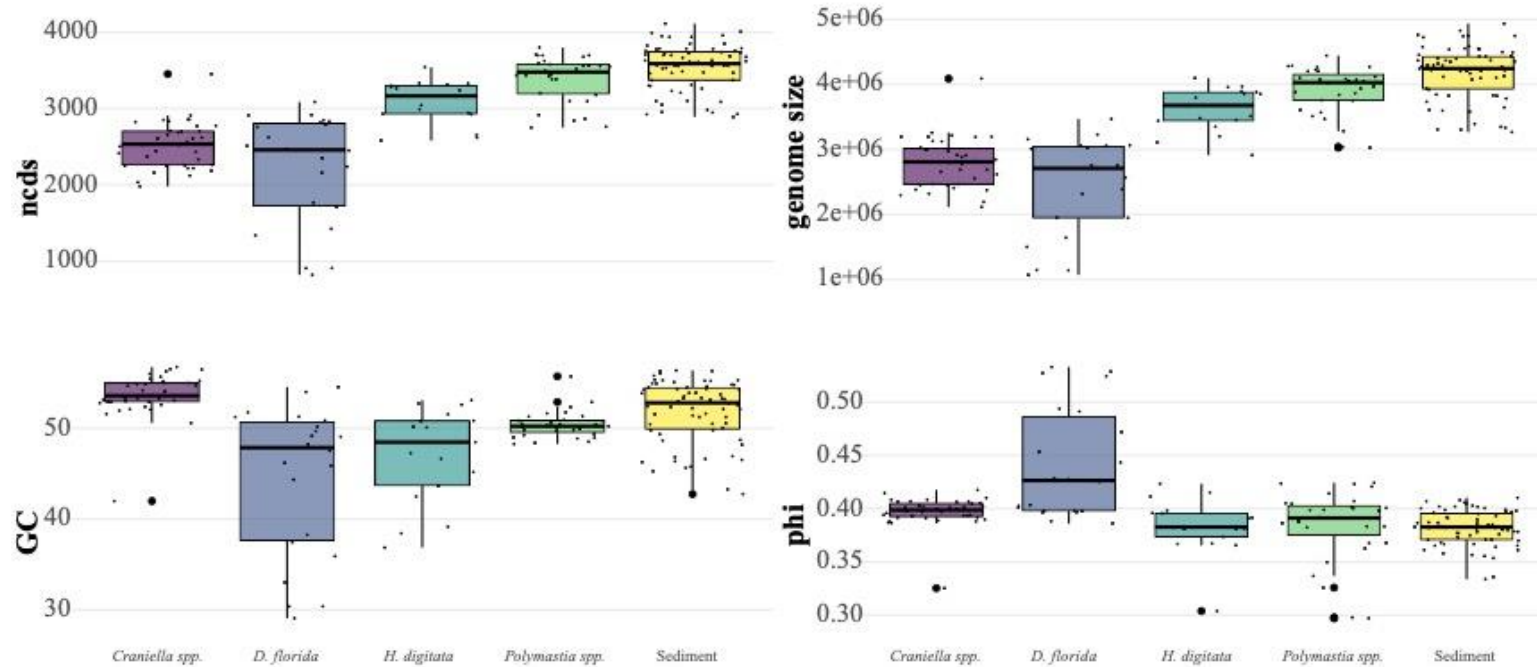 ncds
4000
3000
2000
1000
genome size
5e+06
4e+06
3e+06
2e+06
1e+06
GC
50
40
30
Craniella spp.
D. florida
H. digitata
Polymastia spp.
Sediment
phi
0.50
0.45
0.40
0.35
0.30
Craniella spp.
D. florida
H. digitata
Polymastia spp.
Sediment